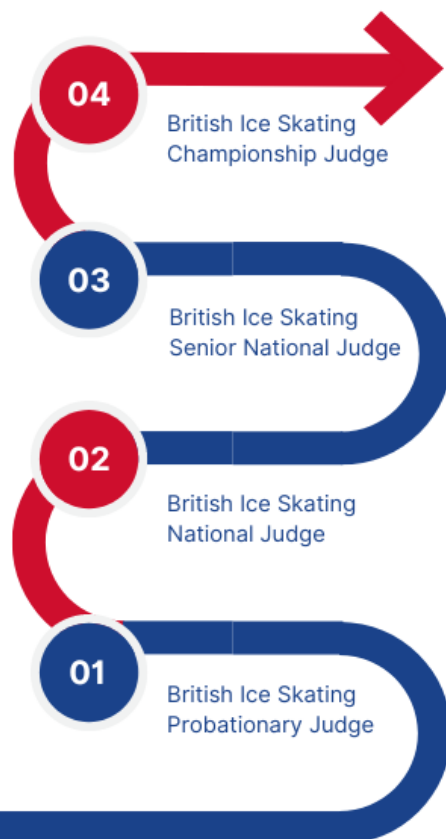 04
British Ice Skating
Championship Judge
03
British Ice Skating
Senior National Judge
02
British Ice Skating
National Judge
01
British Ice Skating
Probationary Judge